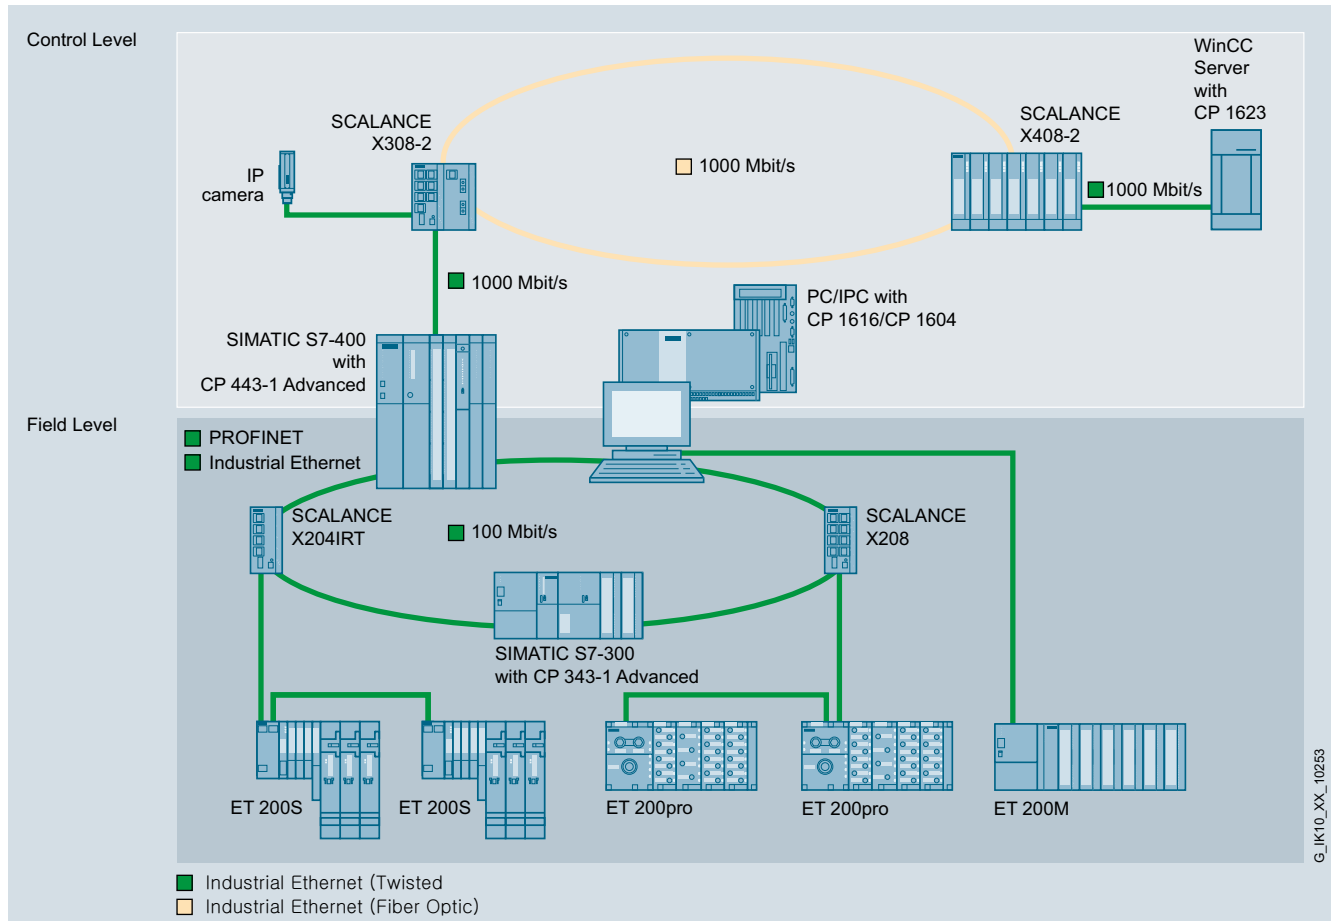 Control Level
WinCC
Server
with
CP 1623
SCALANCE
X308-2
SCALANCE
X408-2
IP
camera
1000 Mbit/s
1000 Mbit/s
1000 Mbit/s
PC/IPC with
CP 1616/CP 1604
SIMATIC S7-400
with
CP 443-1 Advanced
Field Level
PROFINET
Industrial Ethernet
SCALANCE
X204IRT
100 Mbit/s
SCALANCE
X208
SIMATIC S7-300
with CP 343-1 Advanced
ET 200S
ET 200S
ET 200pro
ET 200pro
ET 200M
G_IK10_XX_10253
Industrial Ethernet (Twisted
Industrial Ethernet (Fiber Optic)